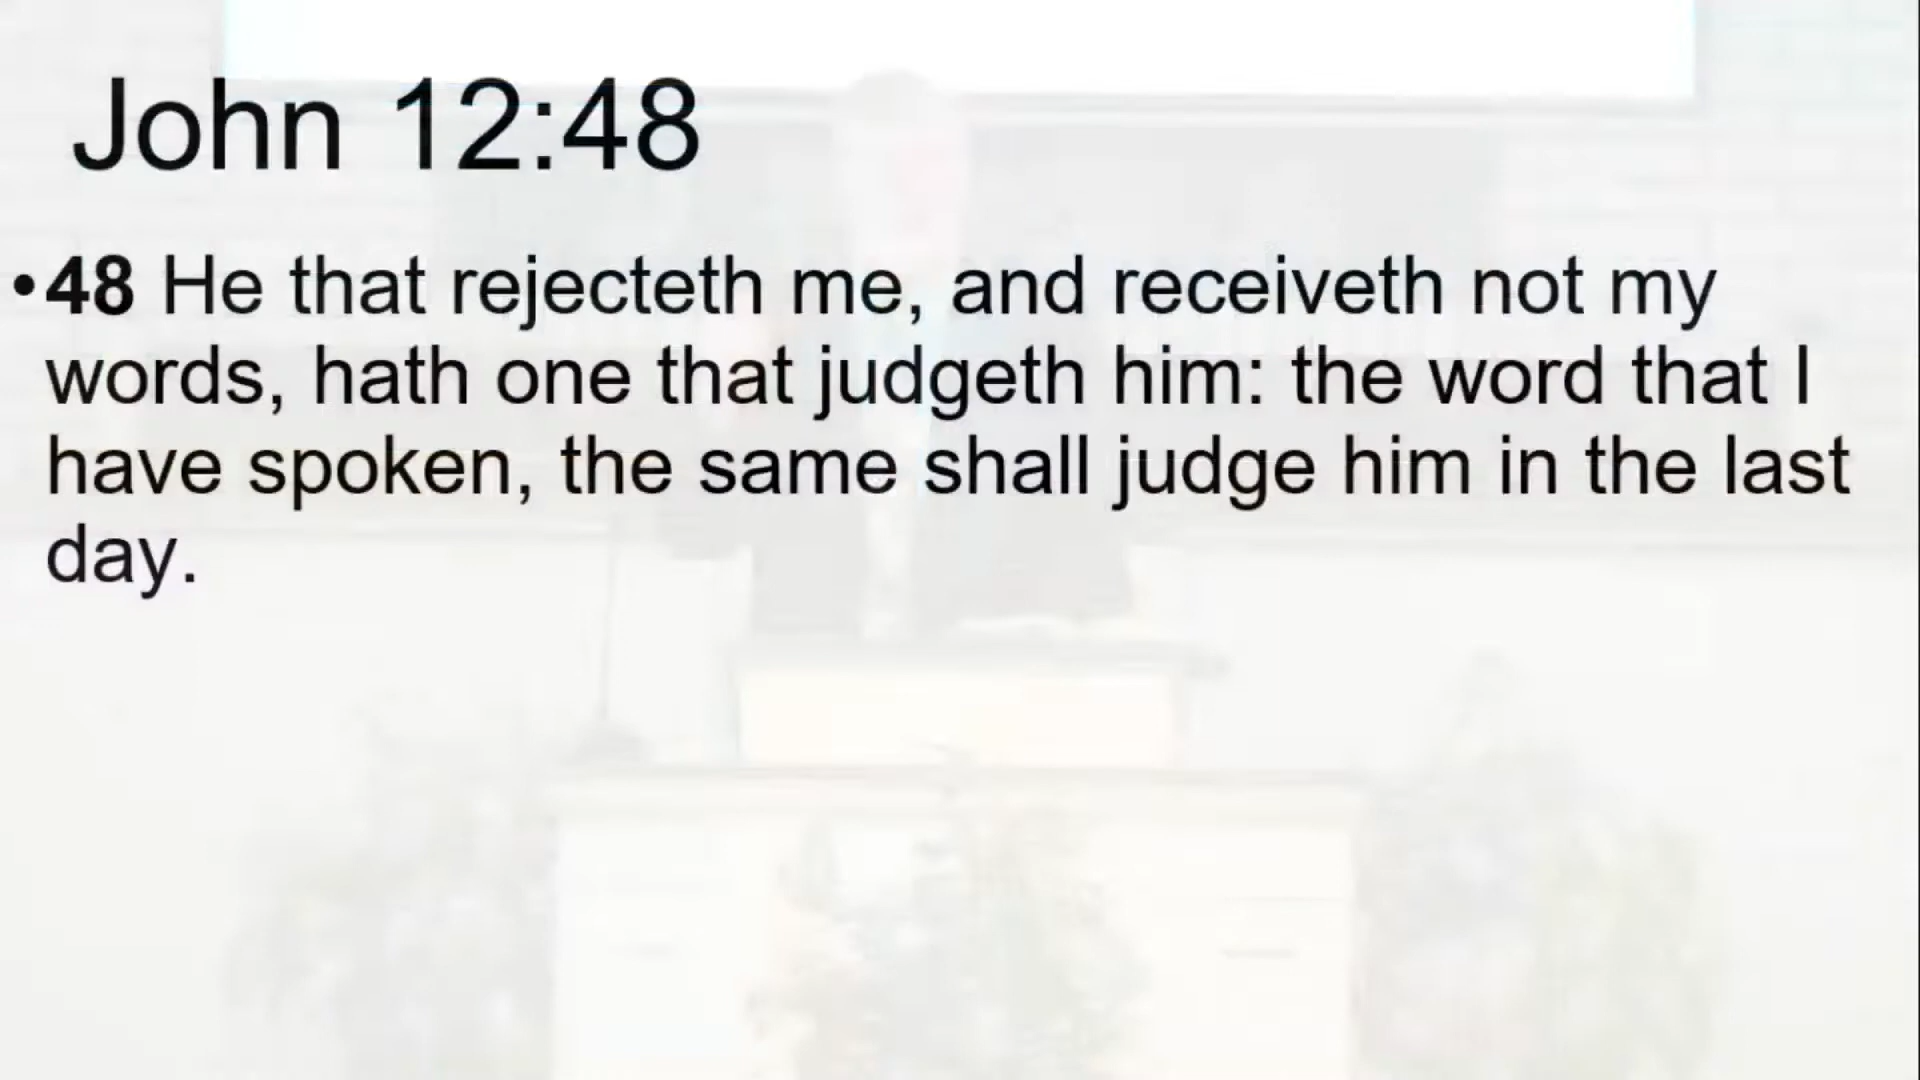 John 12:48
•48 He that rejecteth me, and receiveth not my
words, hath one that judgeth him: the word that I
have spoken, the same shall judge him in the last
day.